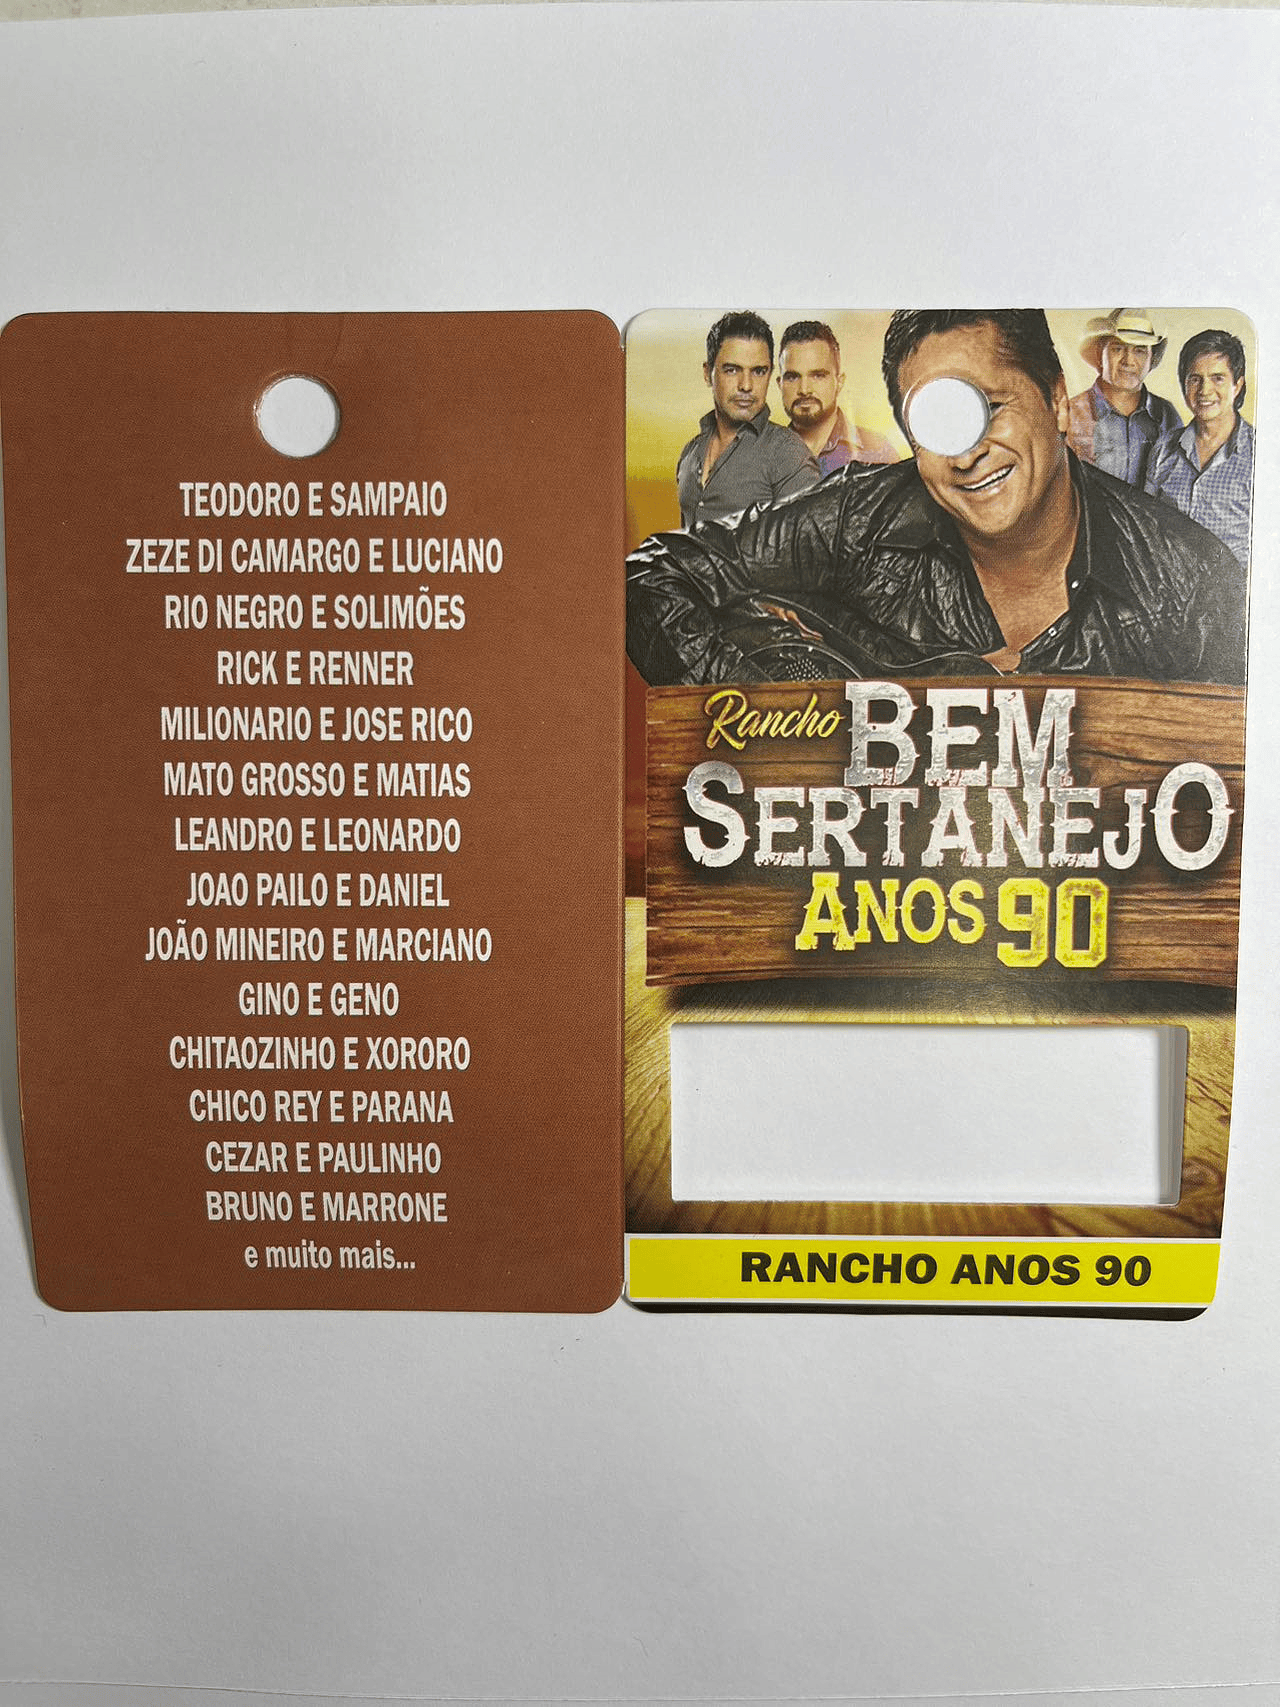 TEODORO E SAMPAIO
ZEZE DI CAMARGO E LUCIANO
RIO NEGRO E SOLIMÕES
RICK E RENNER
MILIONARIO E JOSE RICO
MATO GROSSO E MATIAS
LEANDRO E LEONARDO
JOAO PAILO E DANIEL
JOÃO MINEIRO E MARCIANO
GINO E GENO
CHITAOZINHO E XORORO
CHICO REY E PARANA
CEZAR E PAULINHO
BRUNO E MARRONE
e muito mais...
Rancho BEM
SERTANEJO
ANOS 90
RANCHO ANOS 90